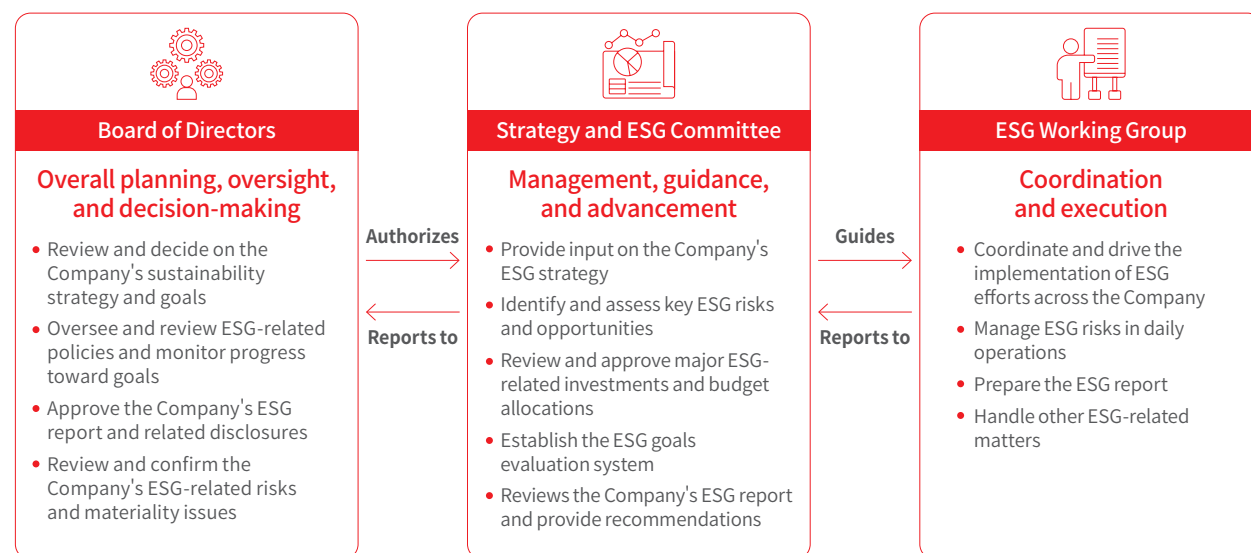 Board of Directors
Overall planning, oversight,
and decision-making
Review and decide on the
Company's sustainability
strategy and goals
Oversee and review ESG-related
policies and monitor progress
toward goals
Approve the Company's ESG
report and related disclosures
Review and confirm the
Company's ESG-related risks
and materiality issues
Authorizes
Reports to
Strategy and ESG Committee
Management, guidance,
and advancement
Provide input on the Company's
ESG strategy
Identify and assess key ESG risks
and opportunities
Review and approve major ESG-
related investments and budget
allocations
Establish the ESG goals
evaluation system
Reviews the Company's ESG report
and provide recommendations
Guides
Reports to
ESG Working Group
Coordination
and execution
Coordinate and drive the
implementation of ESG
efforts across the Company
Manage ESG risks in daily
operations
Prepare the ESG report
Handle other ESG-related
matters